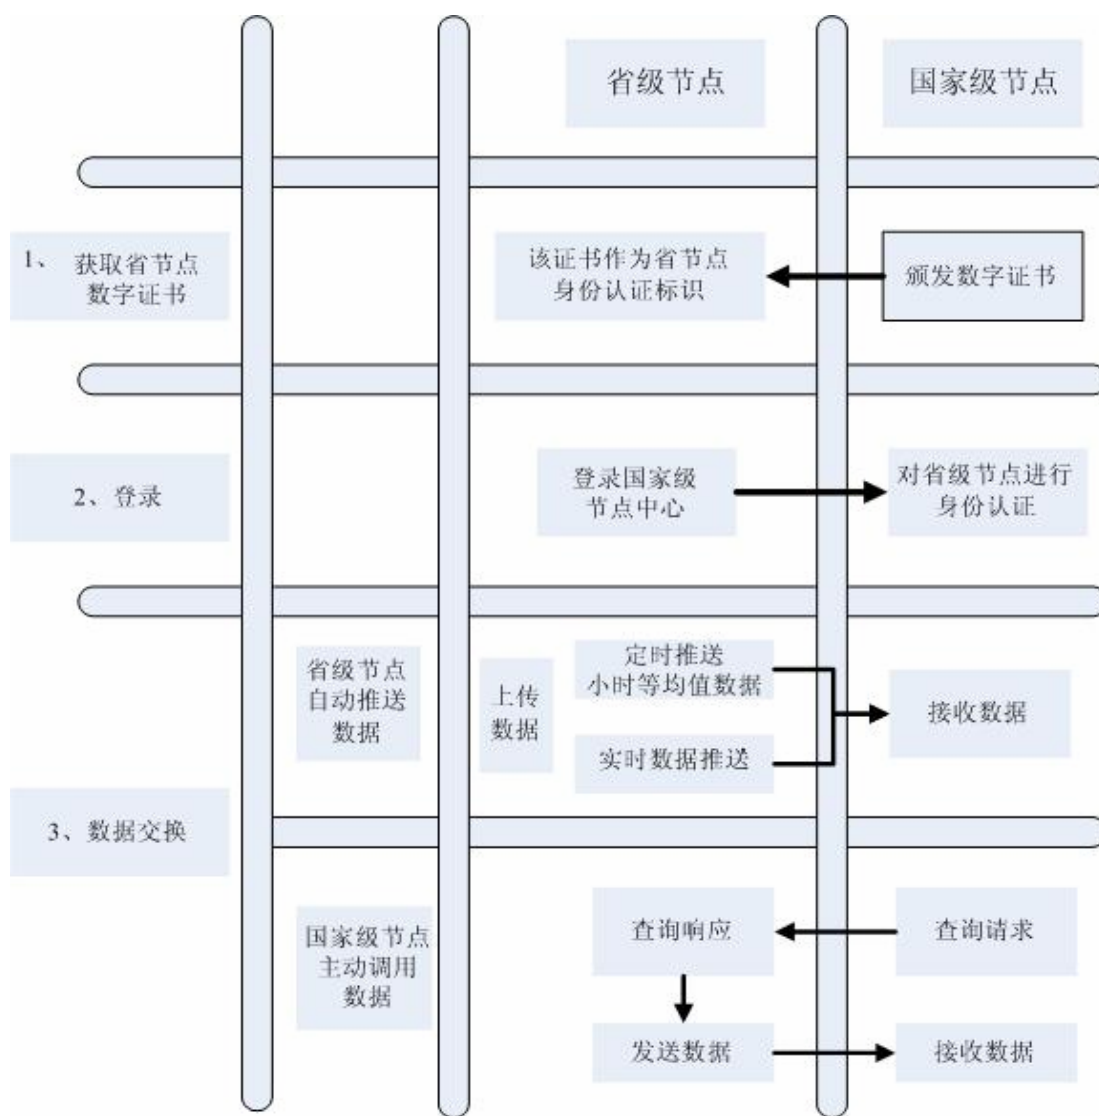 省级节点
国家级节点
1、 获取省节点
数字证书
该证书作为省节点
身份认证标识
颁发数字证书
2、登录
登录国家级
节点中心
对省级节点进行
身份认证
3、数据交换
省级节点
自动推送
数据
上传
数据
定时推送
小时等均值数据
实时数据推送
接收数据
国家级节点
主动调用
数据
查询响应
查询请求
发送数据
接收数据